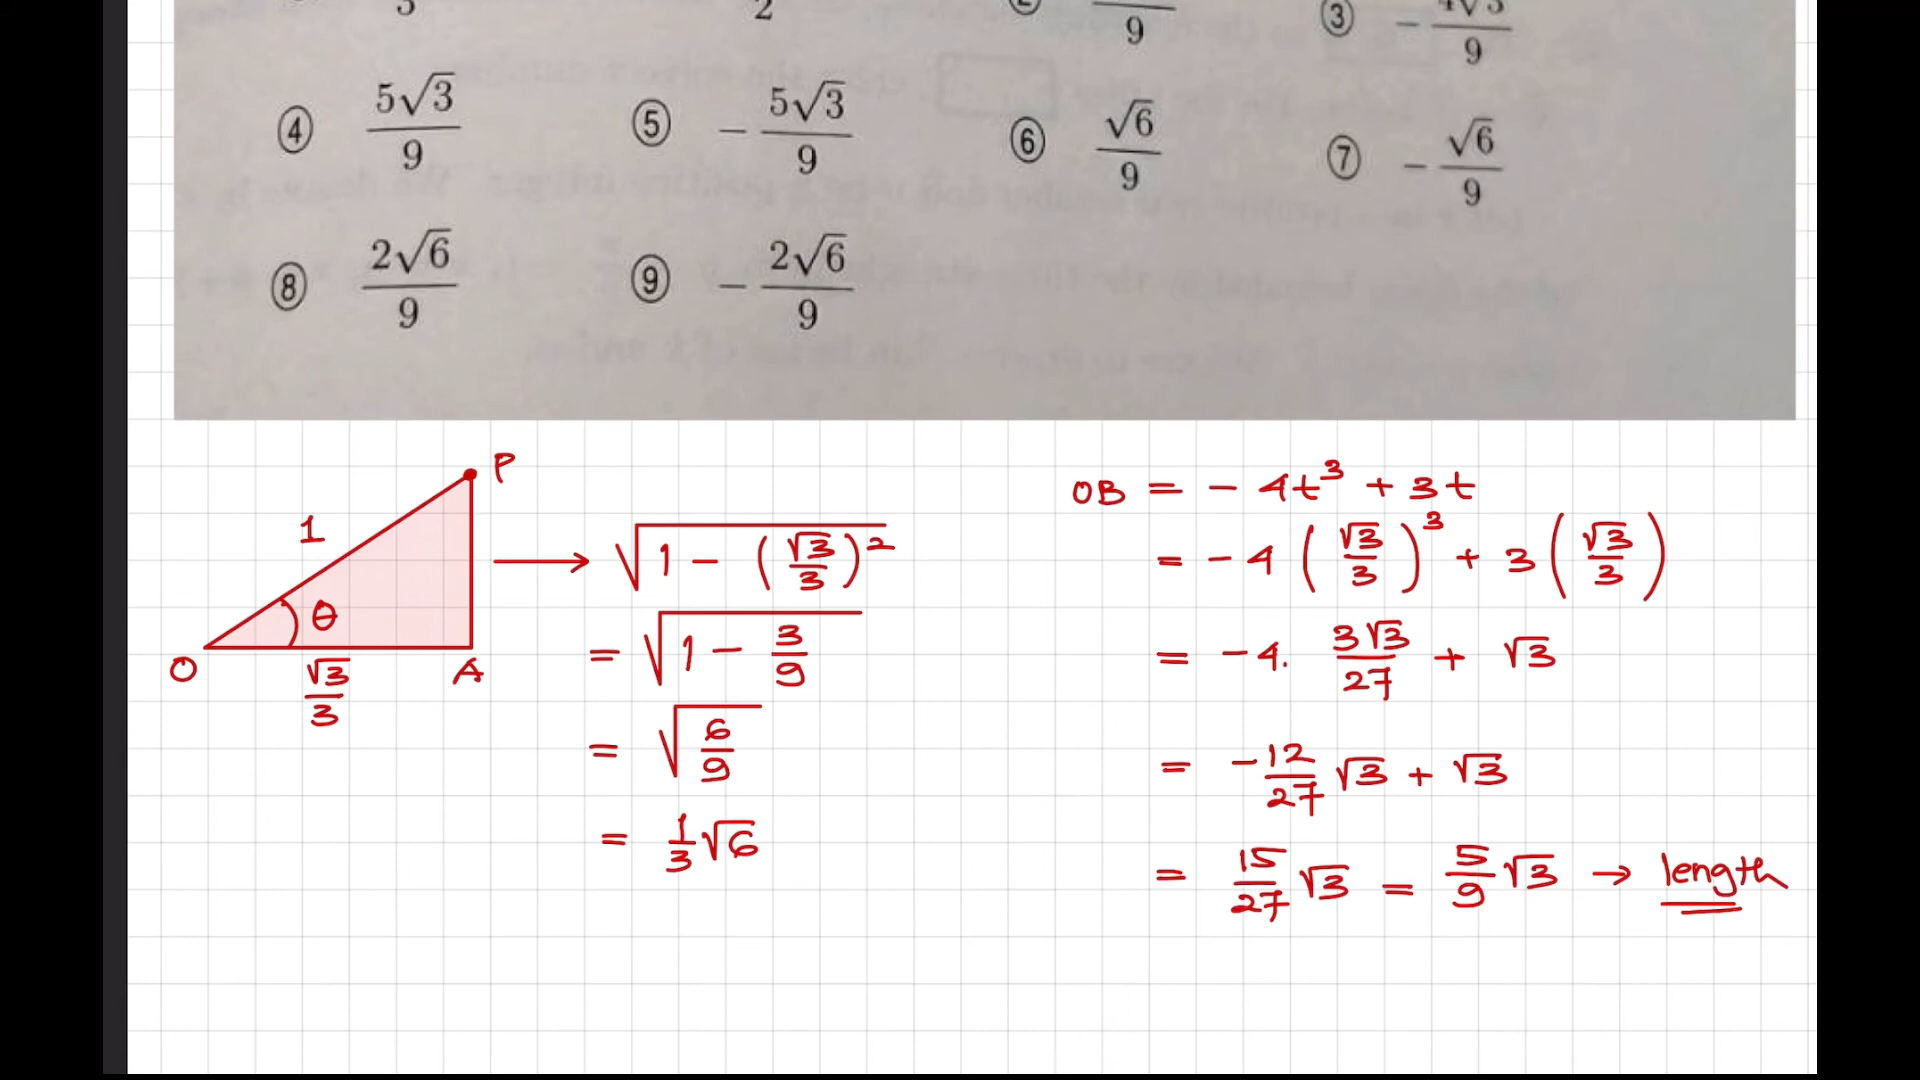 3 2 ② 9 ③ - 4√3/9
④ 5√3/9 ⑤ - 5√3/9 ⑥ √6/9 ⑦ - √6/9
⑧ 2√6/9 ⑨ - 2√6/9
P
1
θ
O √3/3 A
→ √(1 - (√3/3)²)
= √(1 - 3/9)
= √(6/9)
= 1/3 √6
OB = - 4t³ + 3t
= - 4 (√3/3)³ + 3 (√3/3)
= - 4. 3√3/27 + √3
= - 12/27 √3 + √3
= 15/27 √3 = 5/9 √3 → length